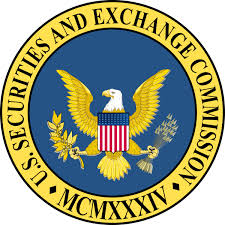 U.S. SECURITIES AND EXCHANGE COMMISSION
MCMXXXIV